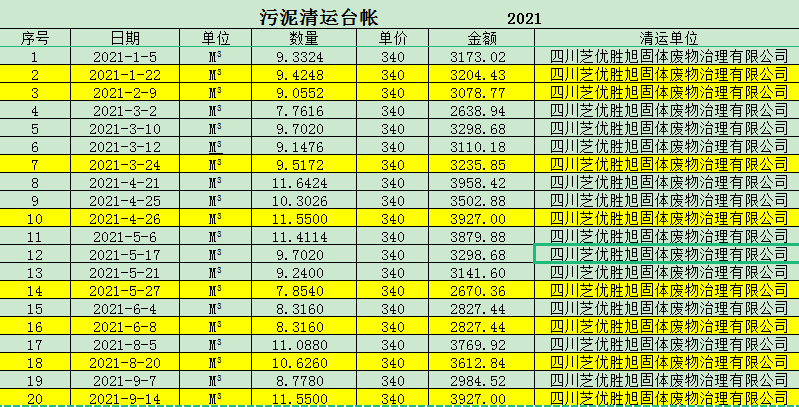 污泥清运台帐 2021
序号 日期 单位 数量 单价 金额 清运单位
1 2021-1-5 M³ 9.3324 340 3173.02 四川芝优胜旭固体废物治理有限公司
2 2021-1-22 M³ 9.4248 340 3204.43 四川芝优胜旭固体废物治理有限公司
3 2021-2-9 M³ 9.0552 340 3078.77 四川芝优胜旭固体废物治理有限公司
4 2021-3-2 M³ 7.7616 340 2638.94 四川芝优胜旭固体废物治理有限公司
5 2021-3-10 M³ 9.7020 340 3298.68 四川芝优胜旭固体废物治理有限公司
6 2021-3-12 M³ 9.1476 340 3110.18 四川芝优胜旭固体废物治理有限公司
7 2021-3-24 M³ 9.5172 340 3235.85 四川芝优胜旭固体废物治理有限公司
8 2021-4-21 M³ 11.6424 340 3958.42 四川芝优胜旭固体废物治理有限公司
9 2021-4-25 M³ 10.3026 340 3502.88 四川芝优胜旭固体废物治理有限公司
10 2021-4-26 M³ 11.5500 340 3927.00 四川芝优胜旭固体废物治理有限公司
11 2021-5-6 M³ 11.4114 340 3879.88 四川芝优胜旭固体废物治理有限公司
12 2021-5-17 M³ 9.7020 340 3298.68 四川芝优胜旭固体废物治理有限公司
13 2021-5-21 M³ 9.2400 340 3141.60 四川芝优胜旭固体废物治理有限公司
14 2021-5-27 M³ 7.8540 340 2670.36 四川芝优胜旭固体废物治理有限公司
15 2021-6-4 M³ 8.3160 340 2827.44 四川芝优胜旭固体废物治理有限公司
16 2021-6-8 M³ 8.3160 340 2827.44 四川芝优胜旭固体废物治理有限公司
17 2021-8-5 M³ 11.0880 340 3769.92 四川芝优胜旭固体废物治理有限公司
18 2021-8-20 M³ 10.6260 340 3612.84 四川芝优胜旭固体废物治理有限公司
19 2021-9-7 M³ 8.7780 340 2984.52 四川芝优胜旭固体废物治理有限公司
20 2021-9-14 M³ 11.5500 340 3927.00 四川芝优胜旭固体废物治理有限公司